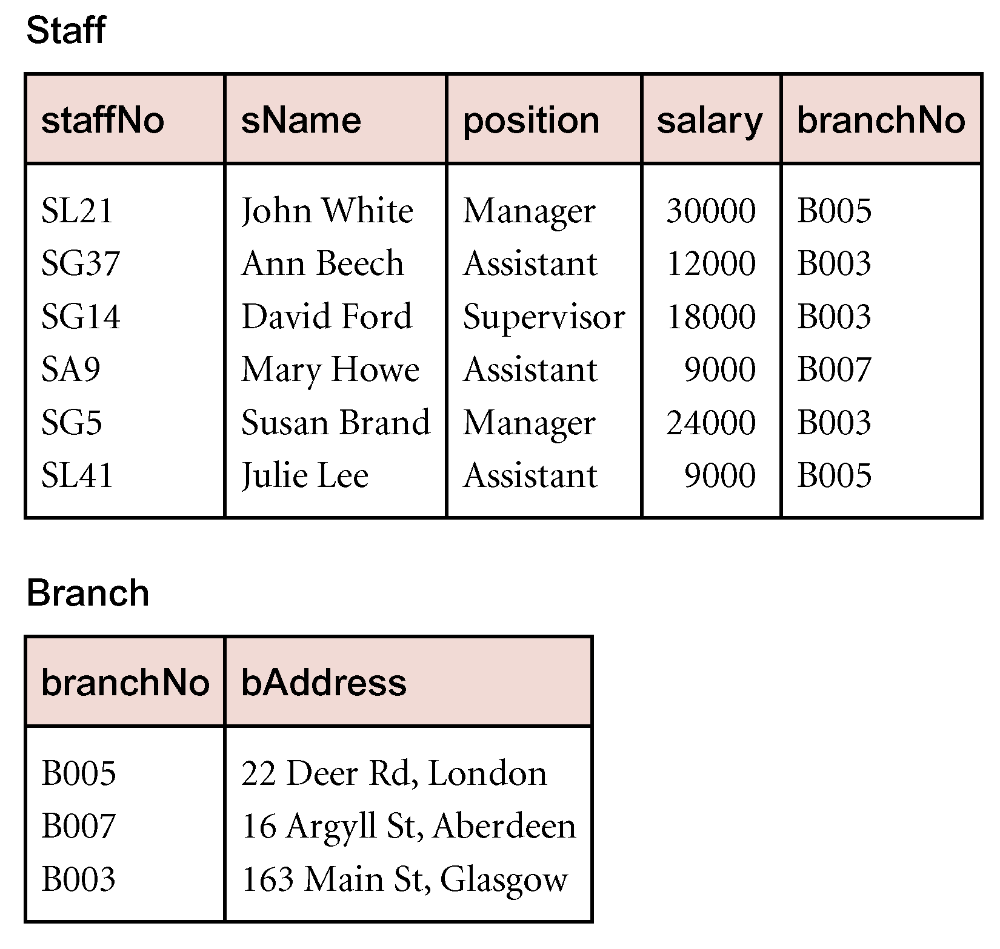 Staff
staffNo sName position salary branchNo
SL21 John White Manager 30000 B005
SG37 Ann Beech Assistant 12000 B003
SG14 David Ford Supervisor 18000 B003
SA9 Mary Howe Assistant 9000 B007
SG5 Susan Brand Manager 24000 B003
SL41 Julie Lee Assistant 9000 B005
Branch
branchNo bAddress
B005 22 Deer Rd, London
B007 16 Argyll St, Aberdeen
B003 163 Main St, Glasgow